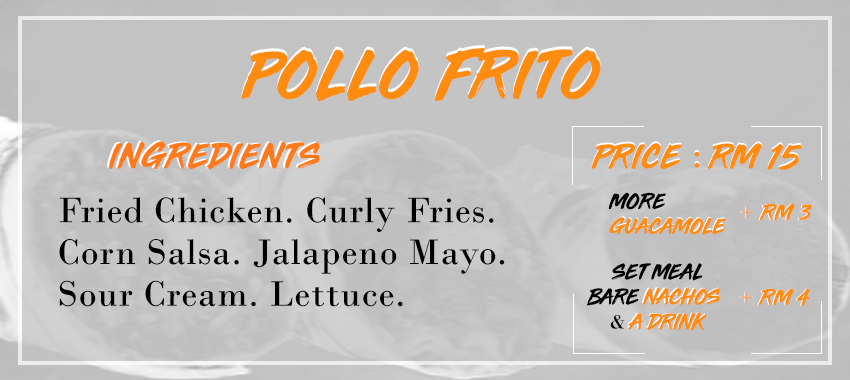 POLLO FRITO
INGREDIENTS
Fried Chicken. Curly Fries.
Corn Salsa. Jalapeno Mayo.
Sour Cream. Lettuce.
PRICE : RM 15
MORE
GUACAMOLE + RM 3
SET MEAL
BARE NACHOS + RM 4
& A DRINK